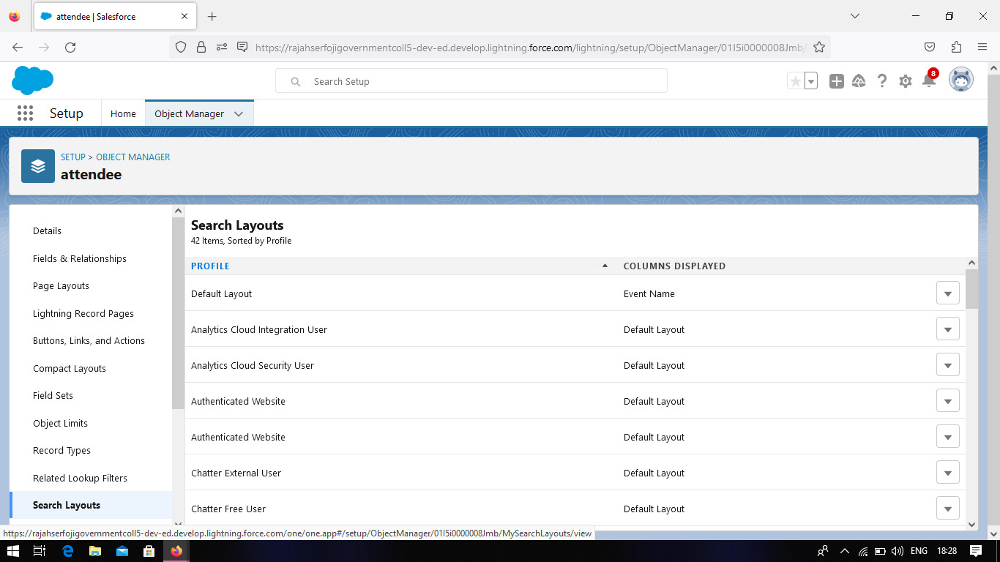 attendee | Salesforce
https://rajahserfojigovernmentcoll5-dev-ed.develop.lightning.force.com/lightning/setup/ObjectManager/01I5i0000008Jmb/
Search Setup
8
Setup
Home
Object Manager
SETUP > OBJECT MANAGER
attendee
Details
Fields & Relationships
Page Layouts
Lightning Record Pages
Buttons, Links, and Actions
Compact Layouts
Field Sets
Object Limits
Record Types
Related Lookup Filters
Search Layouts
Search Layouts
42 Items, Sorted by Profile
PROFILE COLUMNS DISPLAYED
Default Layout Event Name
Analytics Cloud Integration User Default Layout
Analytics Cloud Security User Default Layout
Authenticated Website Default Layout
Authenticated Website Default Layout
Chatter External User Default Layout
Chatter Free User Default Layout
https://rajahserfojigovernmentcoll5-dev-ed.develop.lightning.force.com/one/one.app#/setup/ObjectManager/01I5i0000008Jmb/MySearchLayouts/view
ENG 18:28